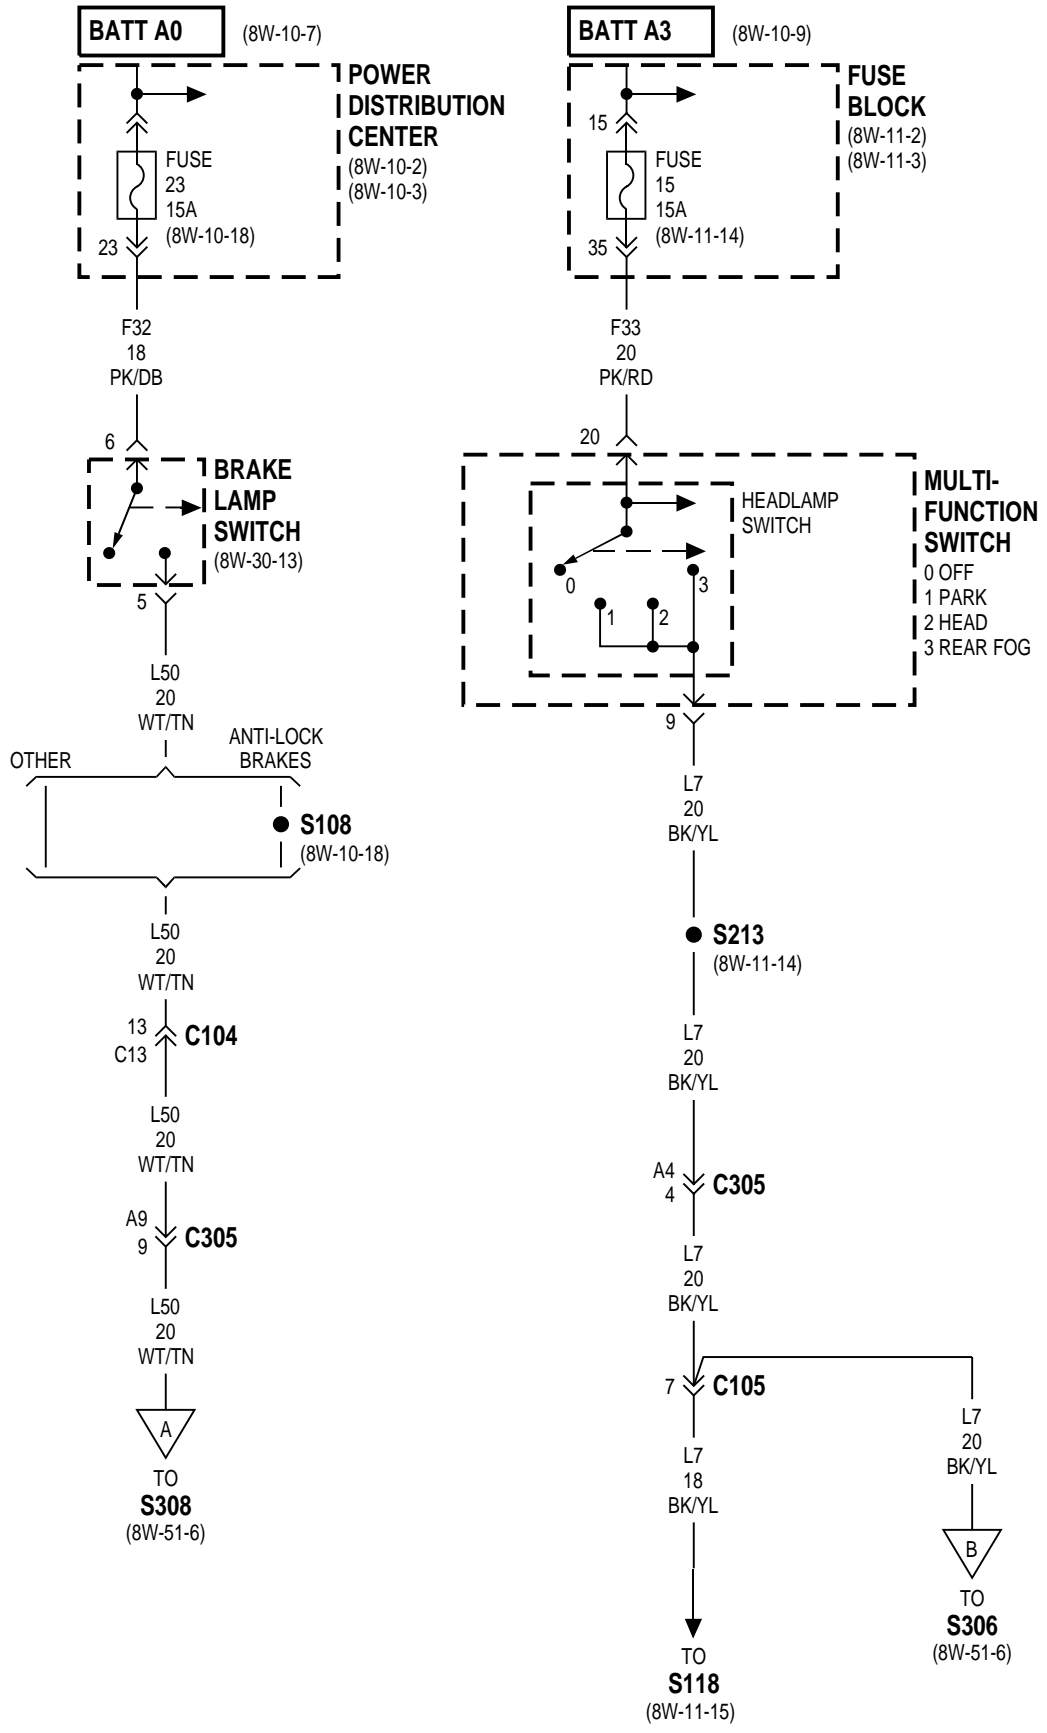 BATT A0
(8W-10-7)
POWER
DISTRIBUTION
CENTER
(8W-10-2)
(8W-10-3)
FUSE
23
15A
(8W-10-18)
23
F32
18
PK/DB
6
BRAKE
LAMP
SWITCH
(8W-30-13)
5
L50
20
WT/TN
OTHER
ANTI-LOCK
BRAKES
S108
(8W-10-18)
L50
20
WT/TN
13
C13
C104
L50
20
WT/TN
A9
9
C305
L50
20
WT/TN
A
TO
S308
(8W-51-6)
BATT A3
(8W-10-9)
FUSE
BLOCK
(8W-11-2)
(8W-11-3)
15
FUSE
15
15A
(8W-11-14)
35
F33
20
PK/RD
20
HEADLAMP
SWITCH
0
1
2
3
MULTI-
FUNCTION
SWITCH
0 OFF
1 PARK
2 HEAD
3 REAR FOG
9
L7
20
BK/YL
S213
(8W-11-14)
L7
20
BK/YL
A4
4
C305
L7
20
BK/YL
7
C105
L7
18
BK/YL
TO
S118
(8W-11-15)
L7
20
BK/YL
B
TO
S306
(8W-51-6)